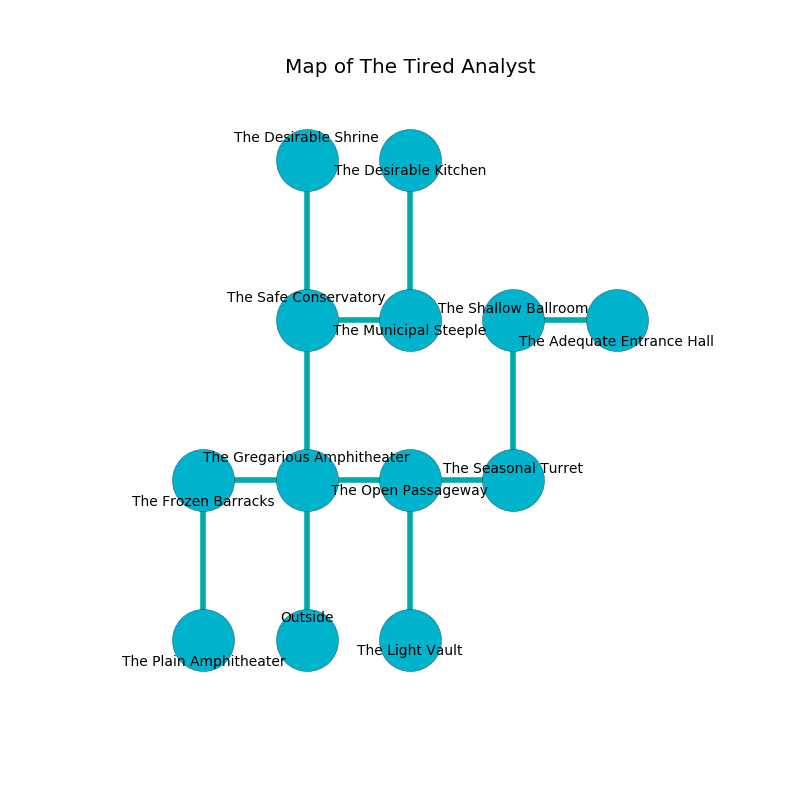 Map of The Tired Analyst
The Desirable Shrine
The Desirable Kitchen
The Safe Conservatory
The Shallow Ballroom
The Municipal Steeple
The Adequate Entrance Hall
The Gregarious Amphitheater
The Seasonal Turret
The Open Passageway
The Frozen Barracks
Outside
The Light Vault
The Plain Amphitheater